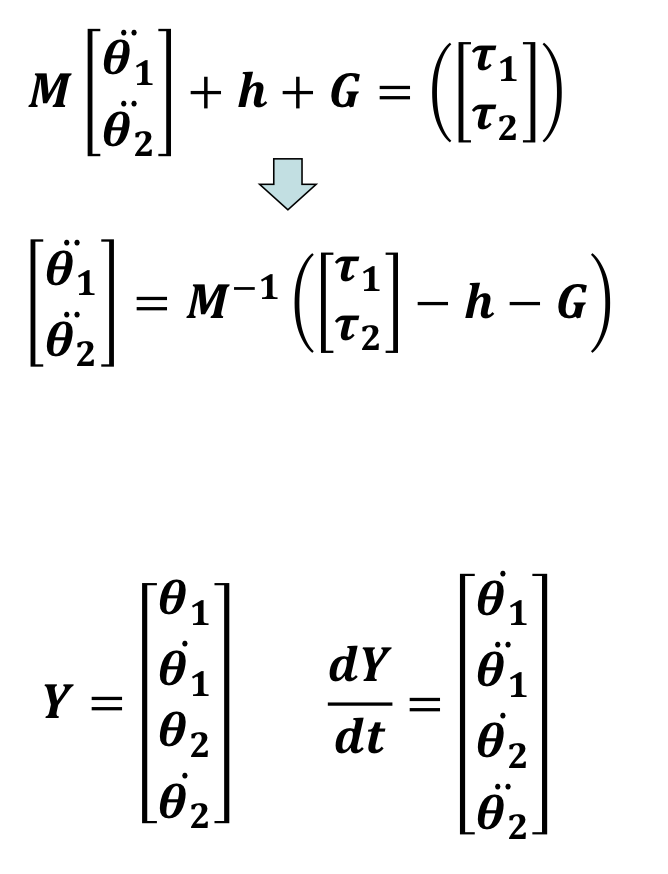 M [θ̈₁ θ̈₂] + h + G = ([τ₁ τ₂])
[θ̈₁ θ̈₂] = M⁻¹ ([τ₁ τ₂] − h − G)
Y = [θ₁ θ̇₁ θ₂ θ̇₂] dY/dt = [θ̇₁ θ̈₁ θ̇₂ θ̈₂]